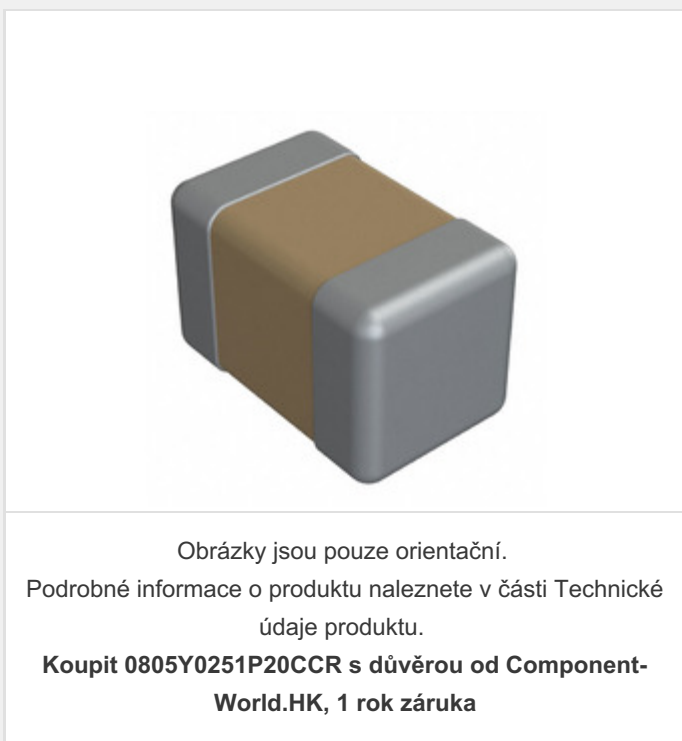 Obrázky jsou pouze orientační.
Podrobné informace o produktu naleznete v části Technické
údaje produktu.
Koupit 0805Y0251P20CCR s důvěrou od Component-
World.HK, 1 rok záruka